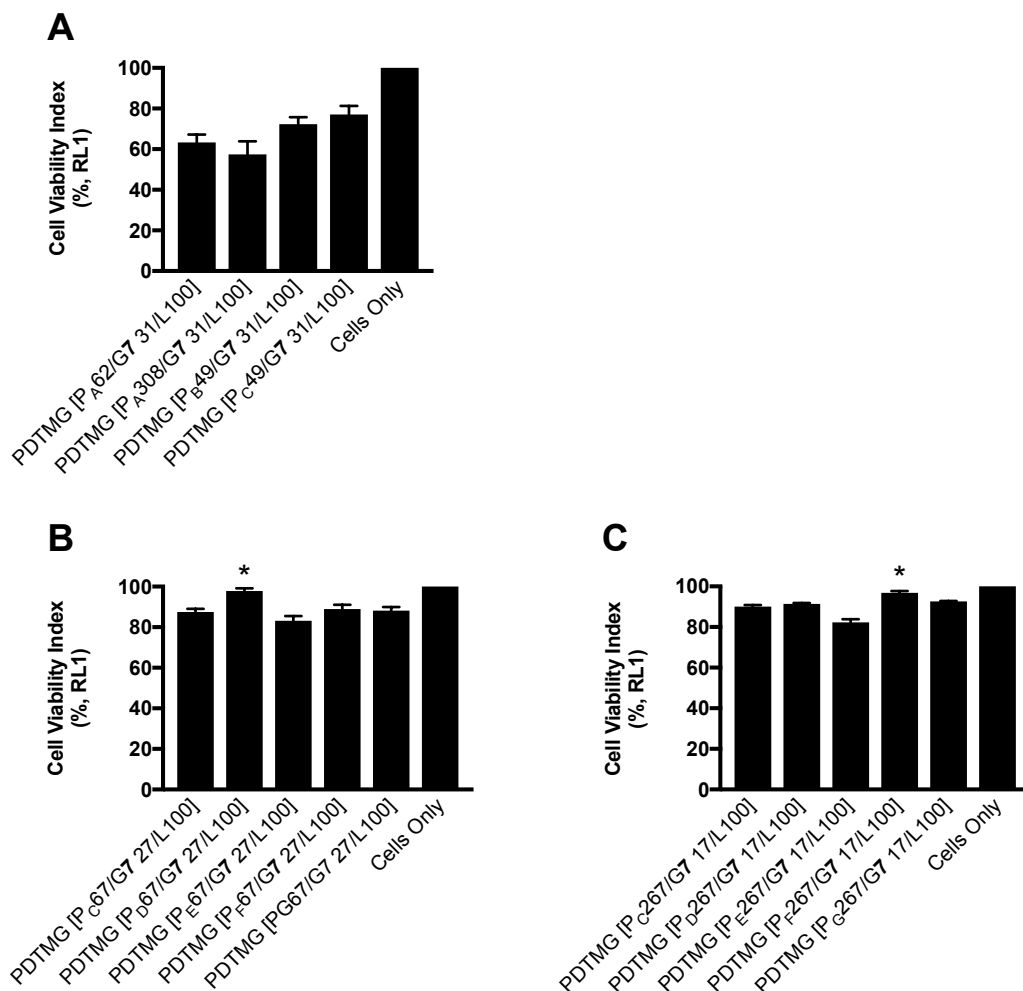 A
Cell Viability Index
(%, RL1)
100
80
60
40
20
0
PDTMG [PA62/G7 31/L100]
PDTMG [PA308/G7 31/L100]
PDTMG [PB49/G7 31/L100]
PDTMG [PC49/G7 31/L100]
Cells Only
B
Cell Viability Index
(%, RL1)
100
80
60
40
20
0
*
PDTMG [PC67/G7 27/L100]
PDTMG [PD67/G7 27/L100]
PDTMG [PE67/G7 27/L100]
PDTMG [PF67/G7 27/L100]
PDTMG [PG67/G7 27/L100]
Cells Only
C
Cell Viability Index
(%, RL1)
100
80
60
40
20
0
*
PDTMG [PC267/G7 17/L100]
PDTMG [PD267/G7 17/L100]
PDTMG [PE267/G7 17/L100]
PDTMG [PF267/G7 17/L100]
PDTMG [PG267/G7 17/L100]
Cells Only